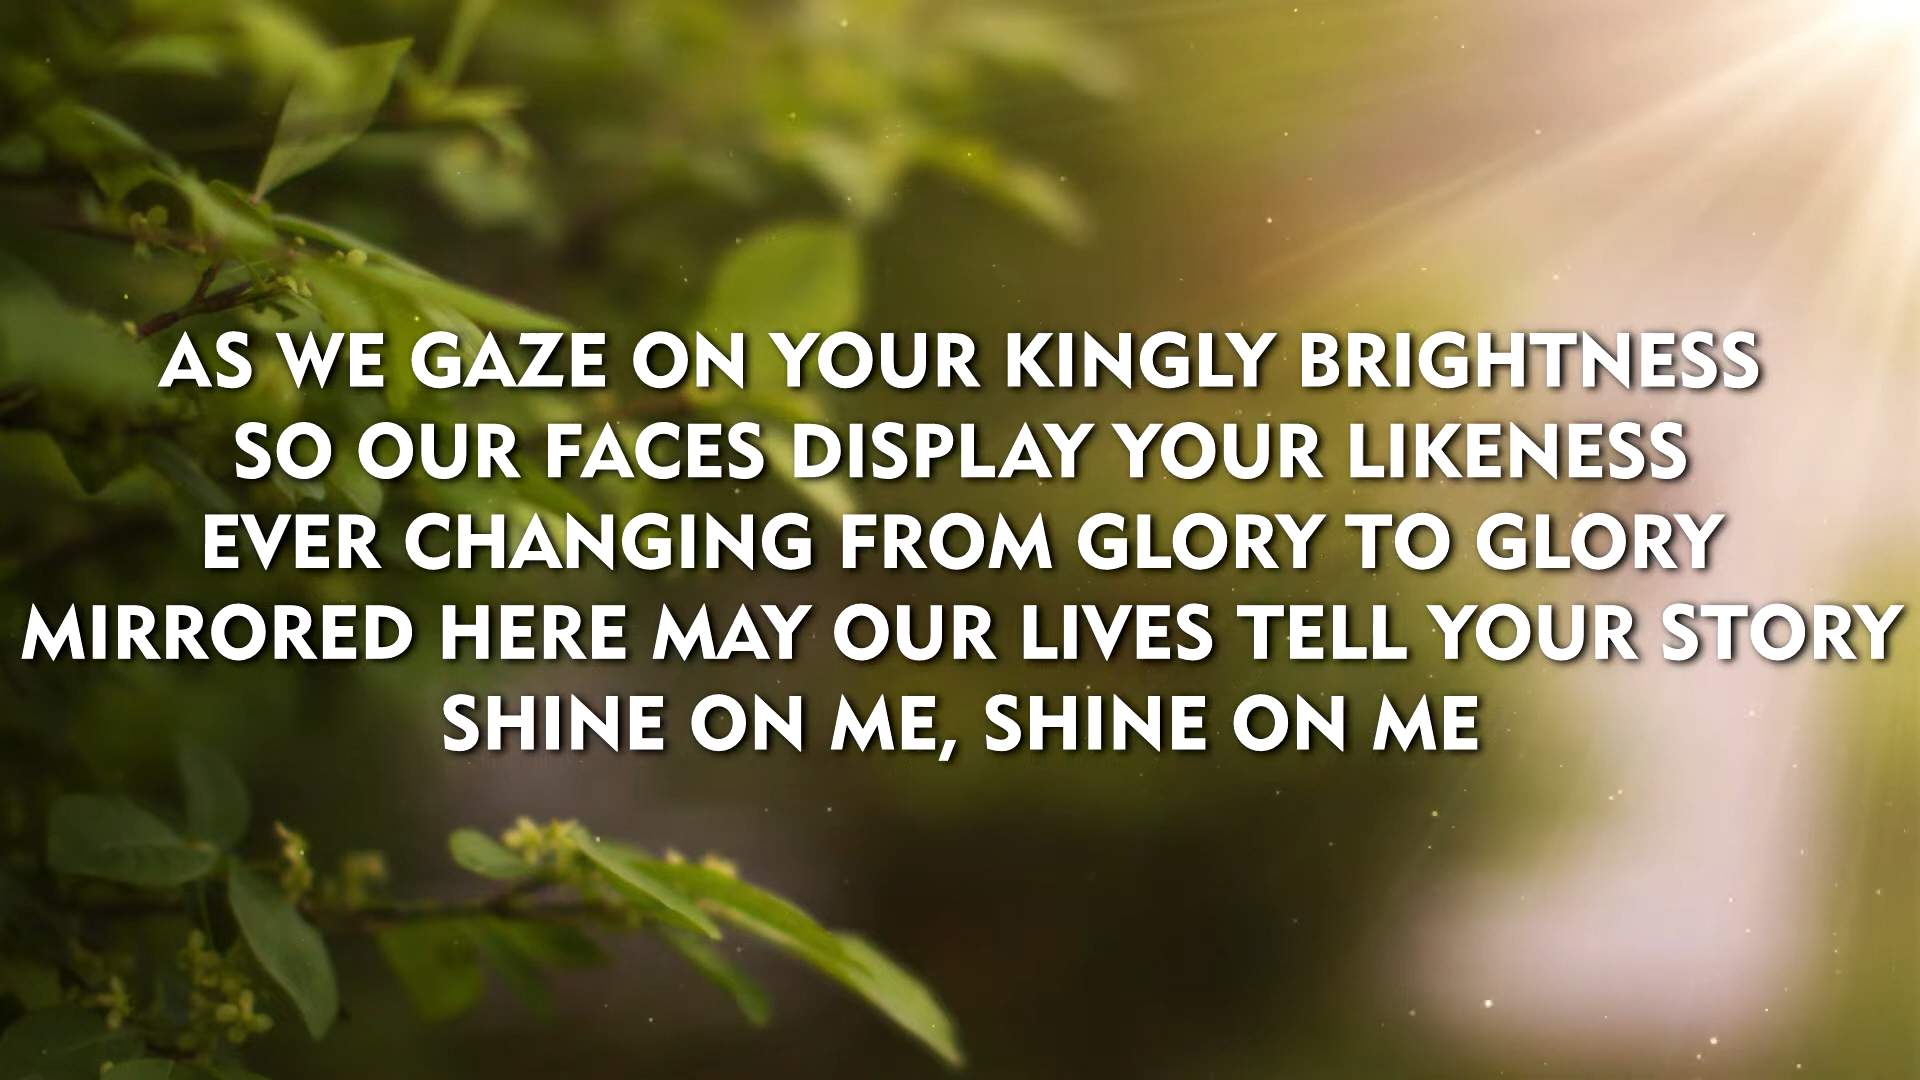 AS WE GAZE ON YOUR KINGLY BRIGHTNESS
SO OUR FACES DISPLAY YOUR LIKENESS
EVER CHANGING FROM GLORY TO GLORY
MIRRORED HERE MAY OUR LIVES TELL YOUR STORY
SHINE ON ME, SHINE ON ME